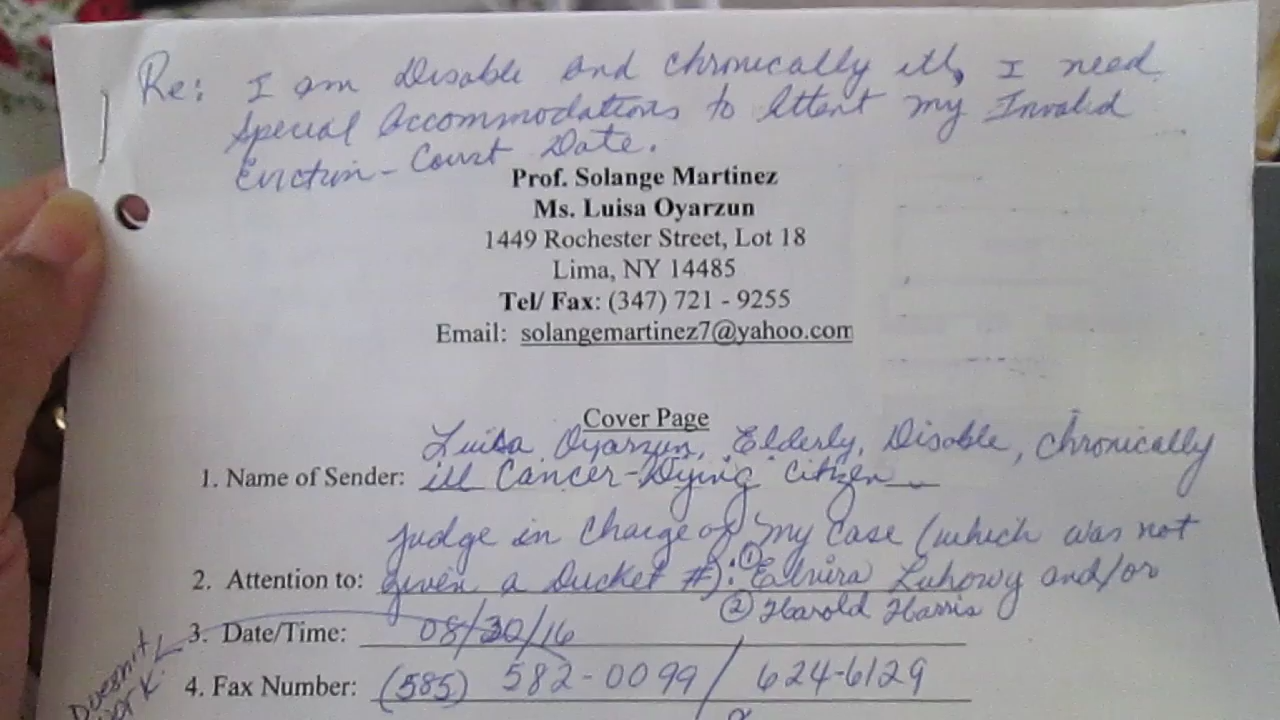 Re: I am Disable and Chronically ill, I need
Special Accommodations to Attent my Invalid
Eviction-Court Date.
Prof. Solange Martinez
Ms. Luisa Oyarzun
1449 Rochester Street, Lot 18
Lima, NY 14485
Tel/ Fax: (347) 721 - 9255
Email: solangemartinez7@yahoo.com
Cover Page
Luisa Oyarzun, Elderly, Disable, Chronically
1. Name of Sender: ill Cancer-"Dying" Citizen
Judge in Charge of my Case (which was not
2. Attention to: given a Ducket #): ① Luhowy and/or
② Harold Harris
3. Date/Time: 08/30/16
4. Fax Number: (585) 582-0099 / 624-6129
Doesn't
work.